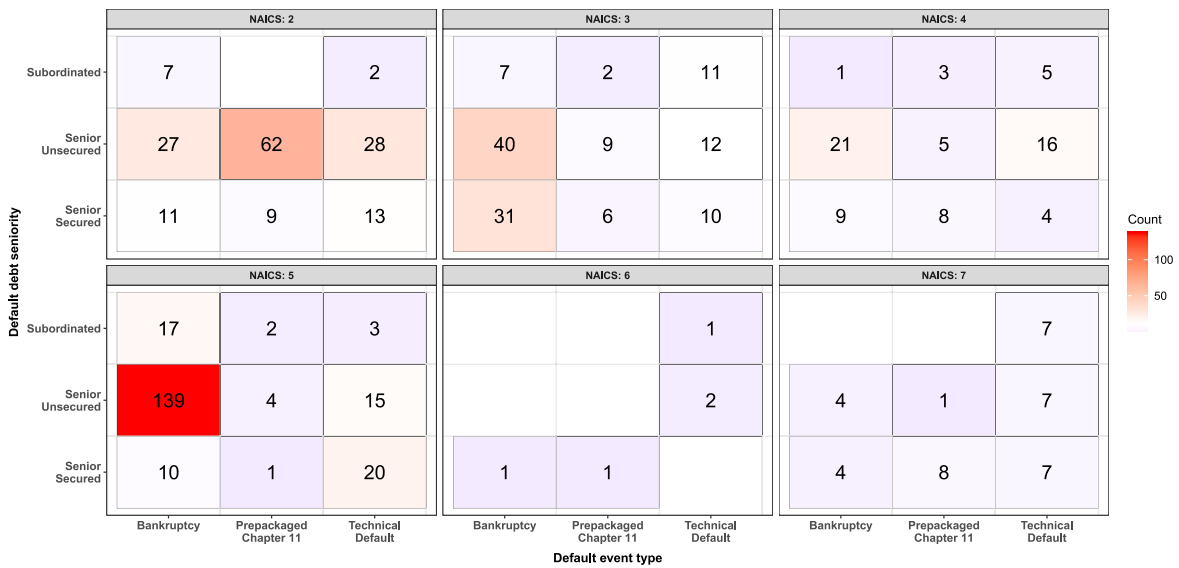 NAICS: 2
NAICS: 3
NAICS: 4
Subordinated
7
2
7
2
11
1
3
5
Senior
Unsecured
27
62
28
40
9
12
21
5
16
Senior
Secured
11
9
13
31
6
10
9
8
4
Default debt seniority
Count
100
50
NAICS: 5
NAICS: 6
NAICS: 7
Subordinated
17
2
3
1
7
Senior
Unsecured
139
4
15
2
4
1
7
Senior
Secured
10
1
20
1
1
4
8
7
Bankruptcy
Prepackaged
Chapter 11
Technical
Default
Bankruptcy
Prepackaged
Chapter 11
Technical
Default
Bankruptcy
Prepackaged
Chapter 11
Technical
Default
Default event type